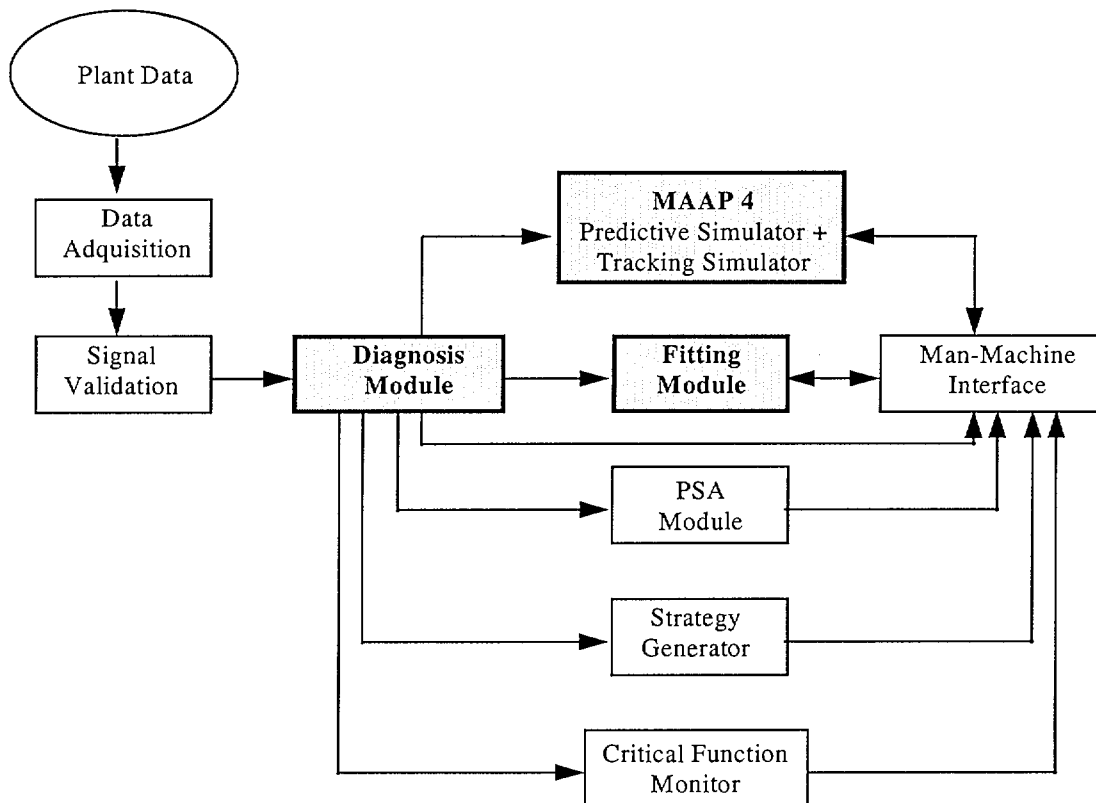 Plant Data
Data
Adquisition
Signal
Validation
MAAP 4
Predictive Simulator +
Tracking Simulator
Diagnosis
Module
Fitting
Module
Man-Machine
Interface
PSA
Module
Strategy
Generator
Critical Function
Monitor